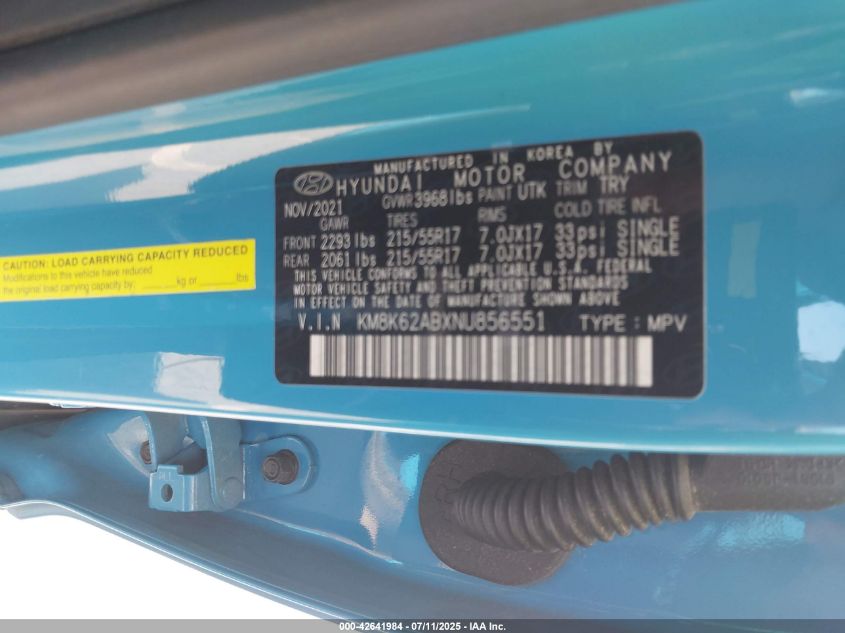 MANUFACTURED IN KOREA BY
HYUNDAI MOTOR COMPANY
NOV/2021 GVWR 3968 lbs PAINT UTK TRIM TRY
GAWR TIRES RMS COLD TIRE INFL
FRONT 2293 lbs 215/55R17 7.0JX17 33psi SINGLE
REAR 2061 lbs 215/55R17 7.0JX17 33psi SINGLE
THIS VEHICLE CONFORMS TO ALL APPLICABLE U.S.A. FEDERAL
MOTOR VEHICLE SAFETY, BUMPER, AND THEFT PREVENTION STANDARDS
IN EFFECT ON THE DATE OF MANUFACTURE SHOWN ABOVE
V.I.N KM8K62ABXNU856551 TYPE : MPV
CAUTION: LOAD CARRYING CAPACITY REDUCED
Modifications to this vehicle have reduced
the original load carrying capacity by: ______kg or ________lbs
000-42641984 - 07/11/2025 - IAA Inc.